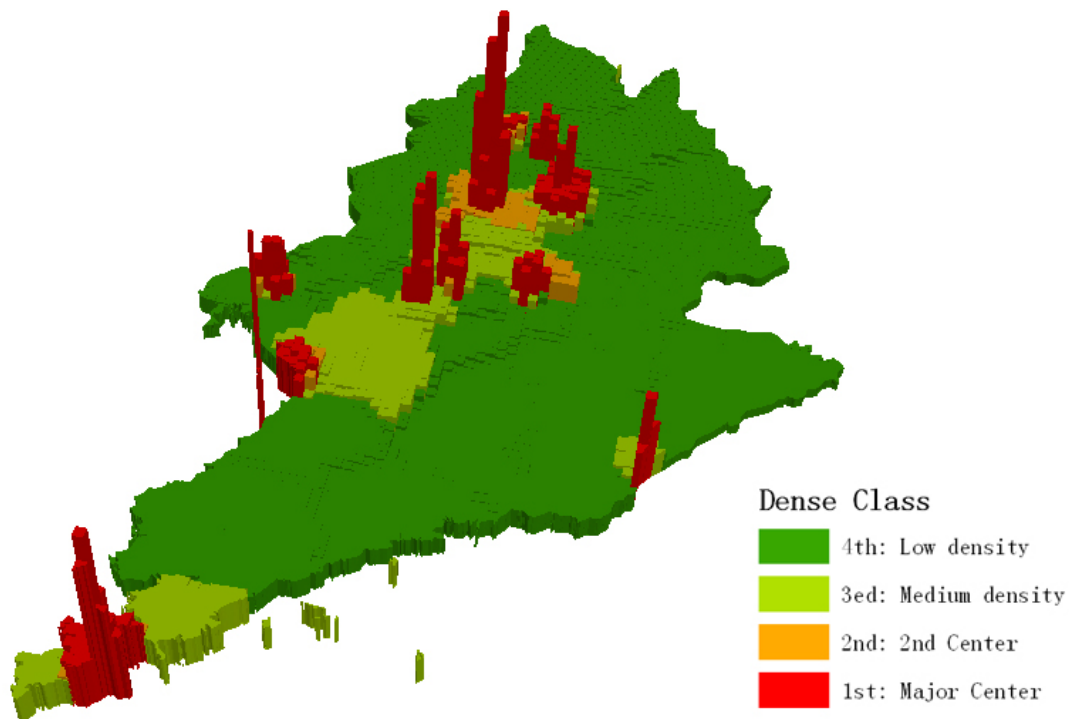 Dense Class
4th: Low density
3ed: Medium density
2nd: 2nd Center
1st: Major Center